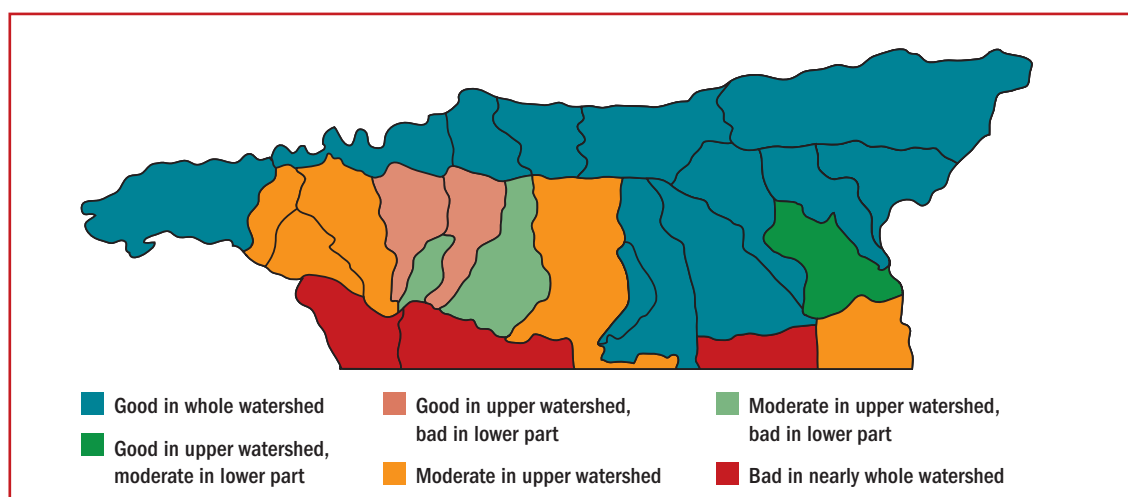 Good in whole watershed
Good in upper watershed,
moderate in lower part
Good in upper watershed,
bad in lower part
Moderate in upper watershed
Moderate in upper watershed,
bad in lower part
Bad in nearly whole watershed